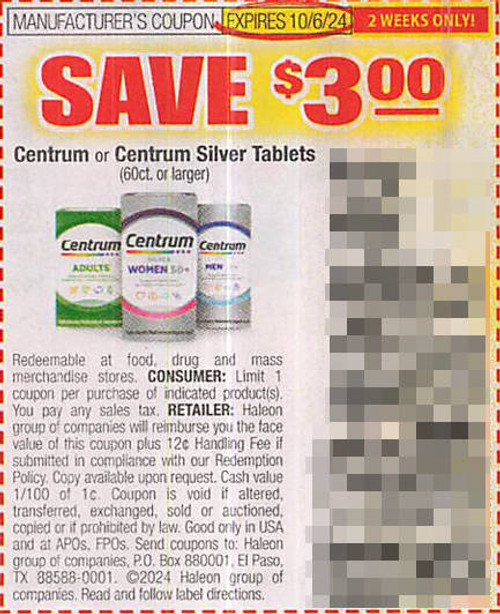 MANUFACTURER'S COUPON EXPIRES 10/6/24 2 WEEKS ONLY!
SAVE $3.00
Centrum or Centrum Silver Tablets
(60ct. or larger)
Centrum Centrum Centrum
ADULTS SILVER MEN
WOMEN 50+
Redeemable at food, drug and mass
merchandise stores. CONSUMER: Limit 1
coupon per purchase of indicated product(s).
You pay any sales tax. RETAILER: Haleon
group of companies will reimburse you the face
value of this coupon plus 12¢ Handling Fee if
submitted in compliance with our Redemption
Policy. Copy available upon request. Cash value
1/100 of 1¢. Coupon is void if altered,
transferred, exchanged, sold or auctioned,
copied or if prohibited by law. Good only in USA
and at APOs, FPOs. Send coupons to: Haleon
group of companies, P.O. Box 880001, El Paso,
TX 88588-0001. ©2024 Haleon group of
companies. Read and follow label directions.